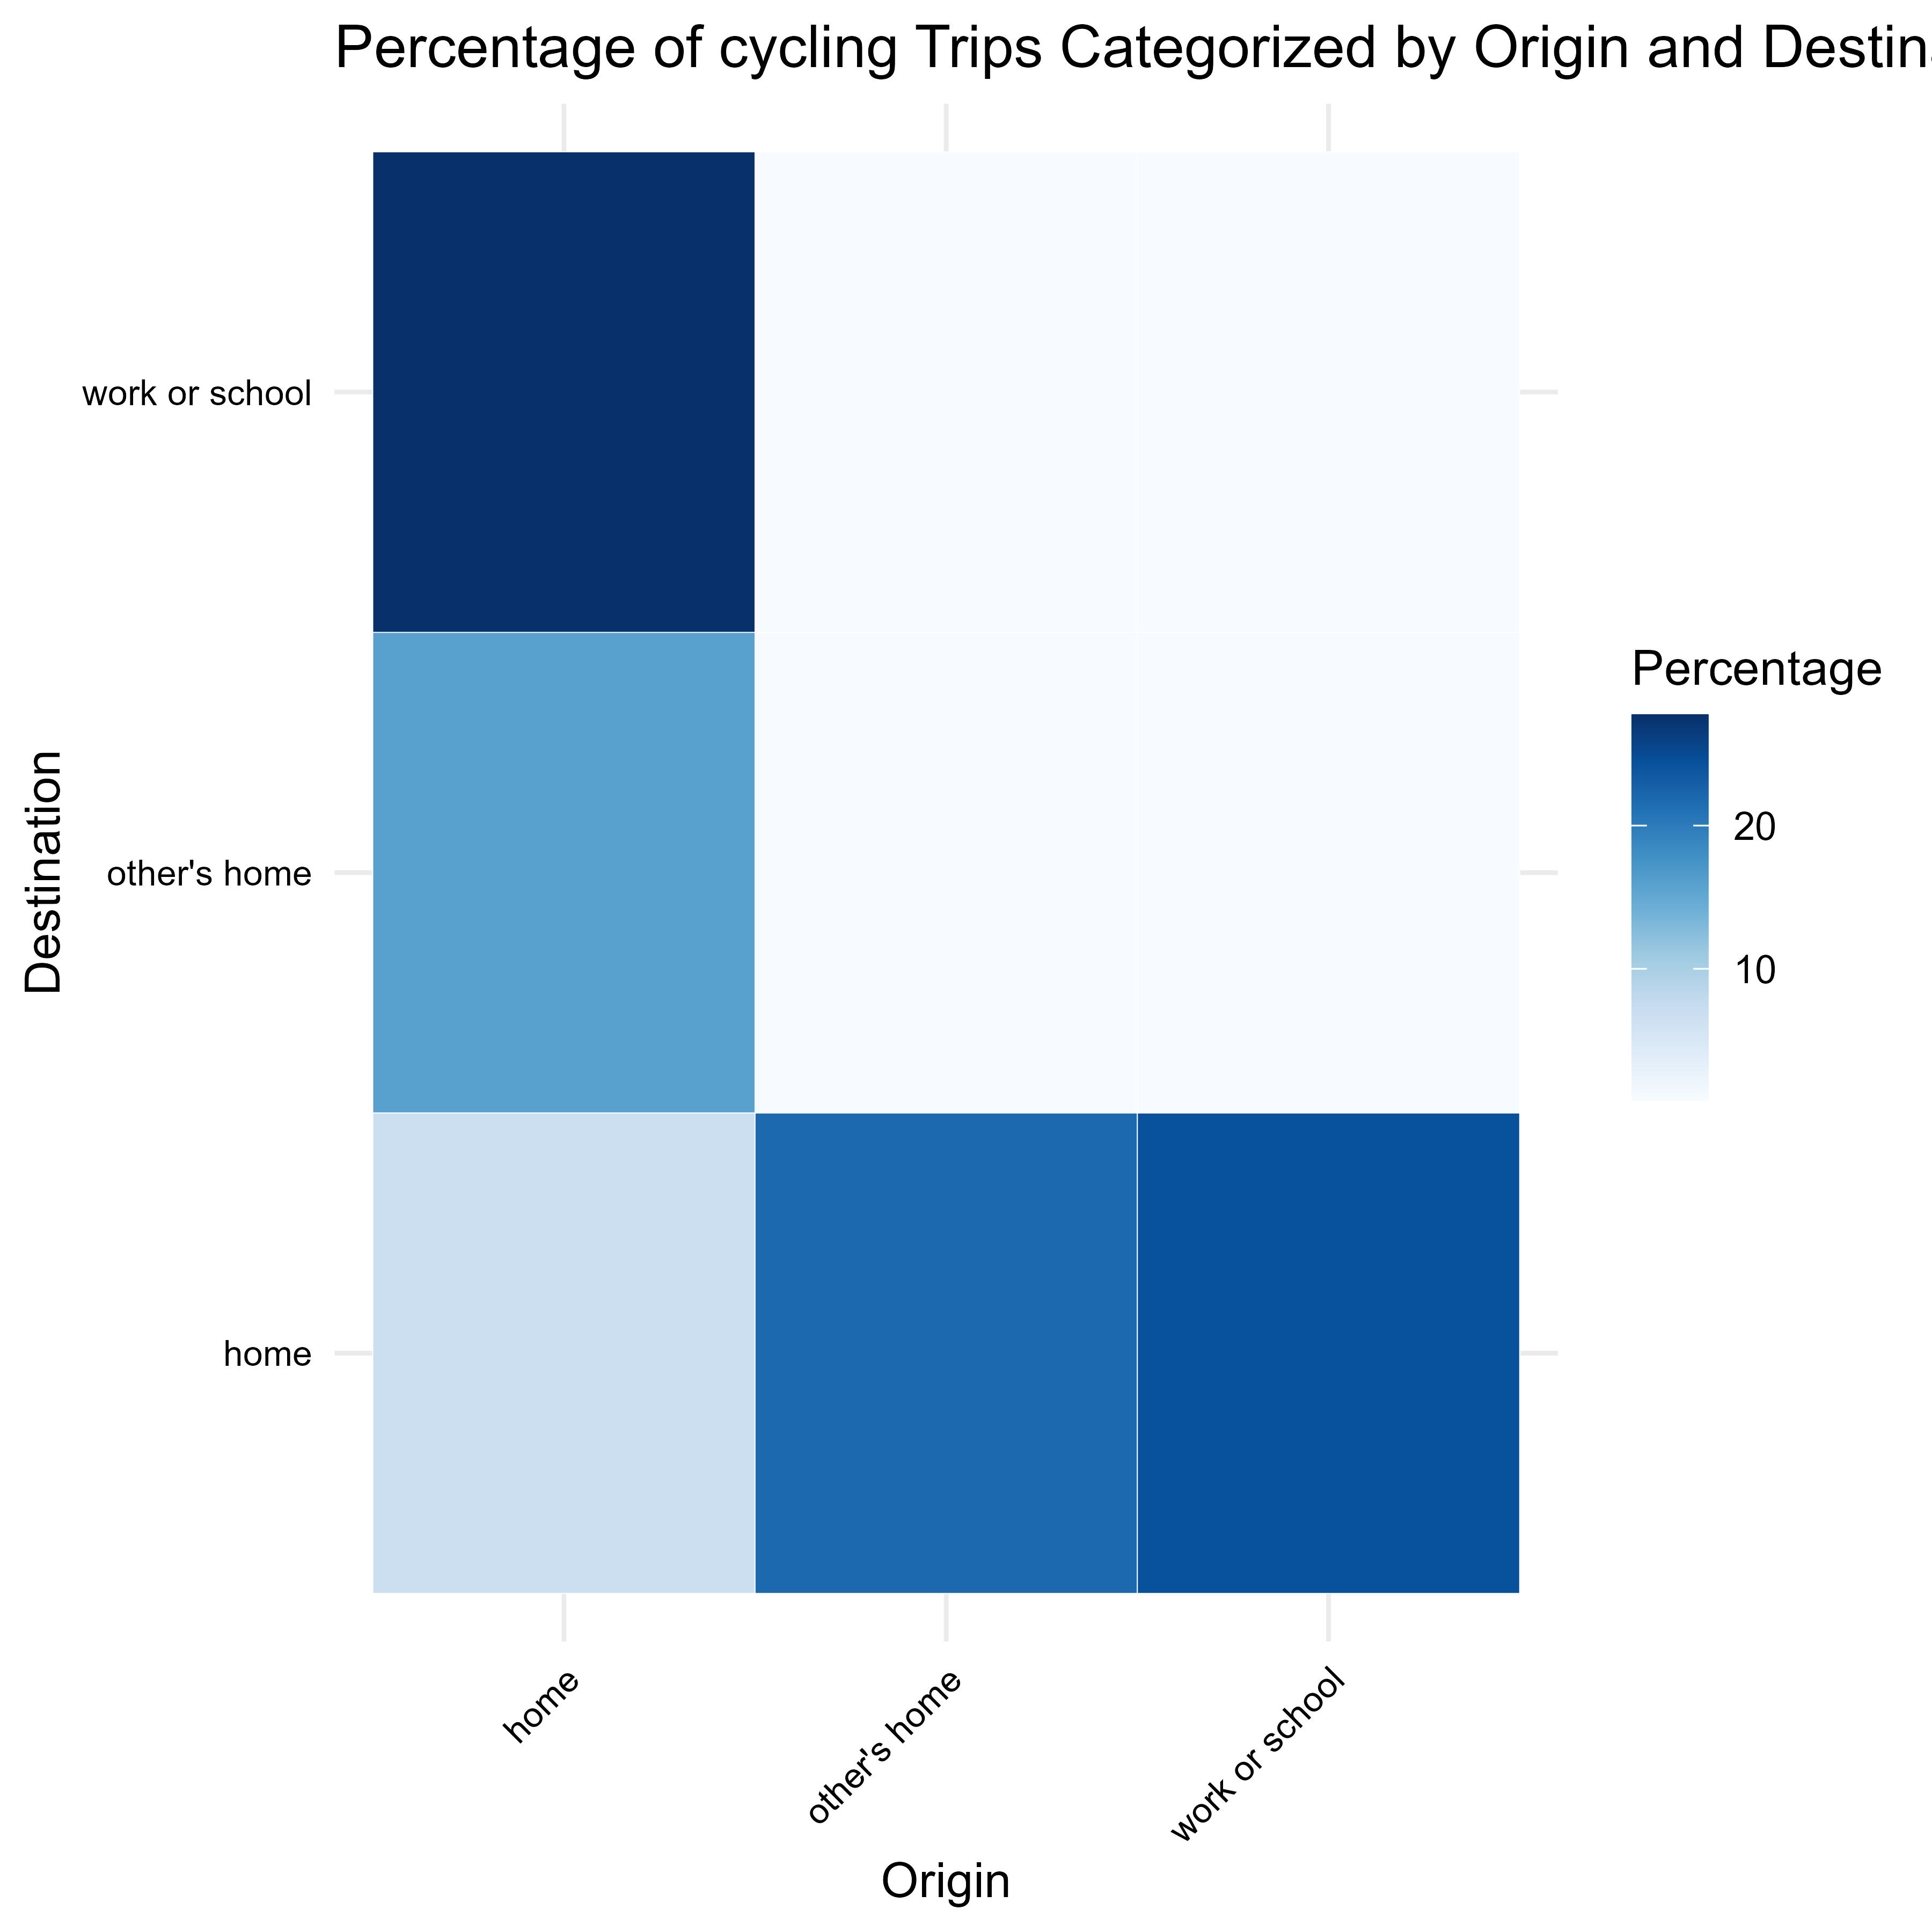 Percentage of cycling Trips Categorized by Origin and Destin
work or school
other's home
home
Destination
Percentage
20
10
home
other's home
work or school
Origin